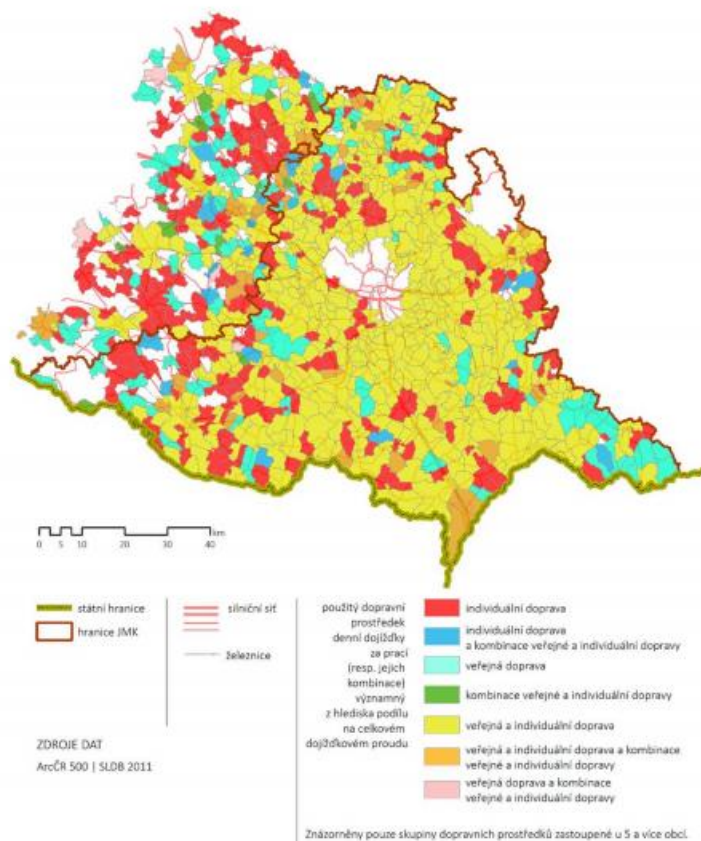 km
0 5 10 20 30 40
státní hranice
hranice JMK
silniční síť
železnice
použitý dopravní
prostředek
denní dojížďky
za prací
(resp. jejich
kombinace)
významný
z hlediska podílu
na celkovém
dojížďkovém proudu
individuální doprava
individuální doprava
a kombinace veřejné a individuální dopravy
veřejná doprava
kombinace veřejné a individuální dopravy
veřejná a individuální doprava
veřejná a individuální doprava a kombinace
veřejné a individuální dopravy
veřejná doprava a kombinace
veřejné a individuální dopravy
ZDROJE DAT
ArcČR 500 | SLDB 2011
Znázorněny pouze skupiny dopravních prostředků zastoupené u 5 a více obcí.